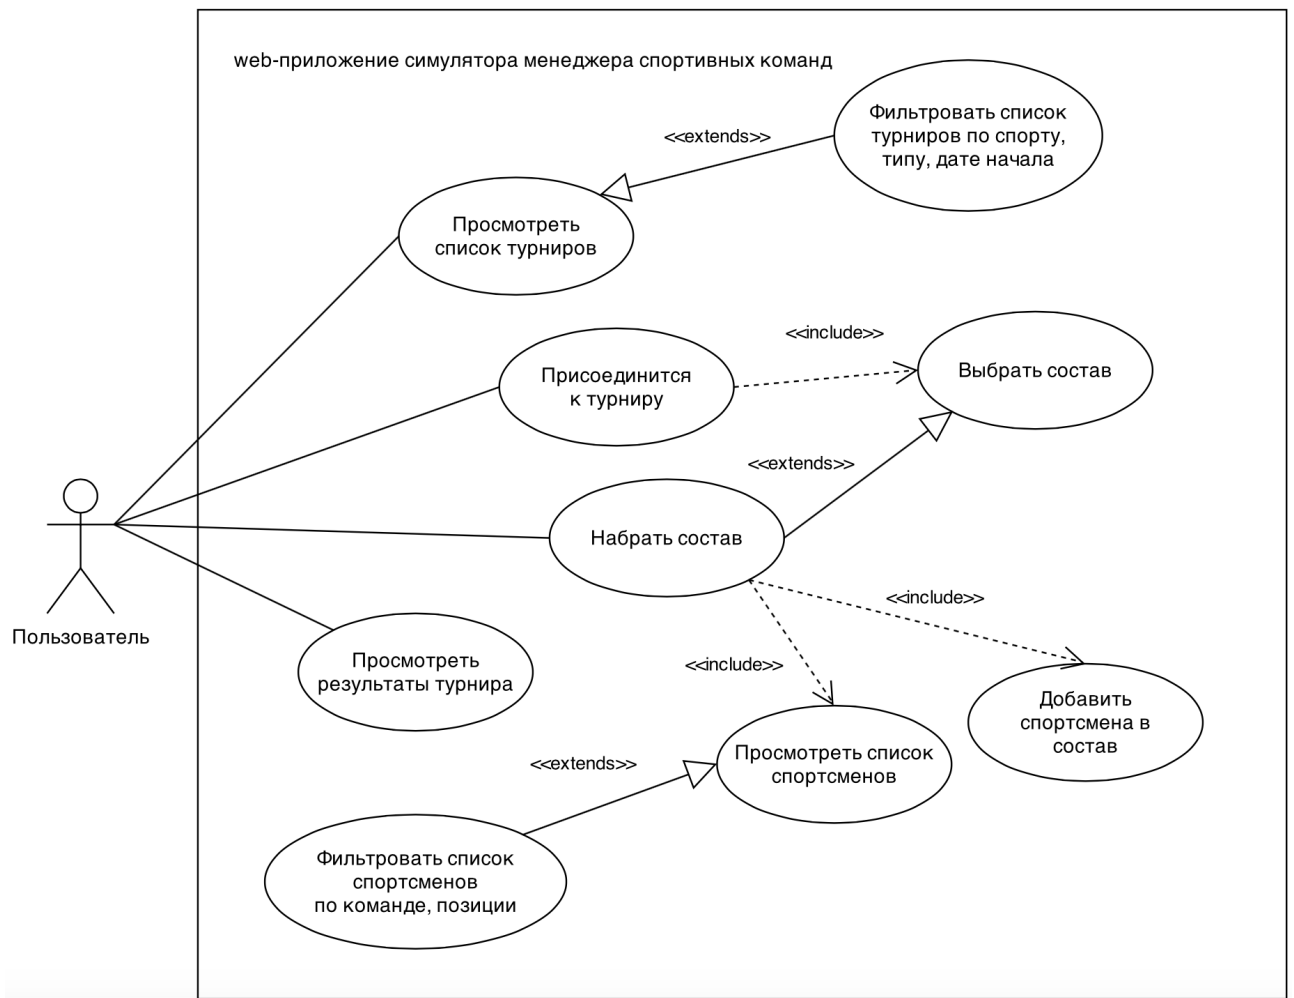 web-приложение симулятора менеджера спортивных команд
Фильтровать список
турниров по спорту,
типу, дате начала
<<extends>>
Просмотреть
список турниров
<<include>>
Присоединится
к турниру
Выбрать состав
<<extends>>
Набрать состав
<<include>>
Пользователь
Просмотреть
результаты турнира
<<include>>
Добавить
спортсмена в
состав
Просмотреть список
спортсменов
<<extends>>
Фильтровать список
спортсменов
по команде, позиции